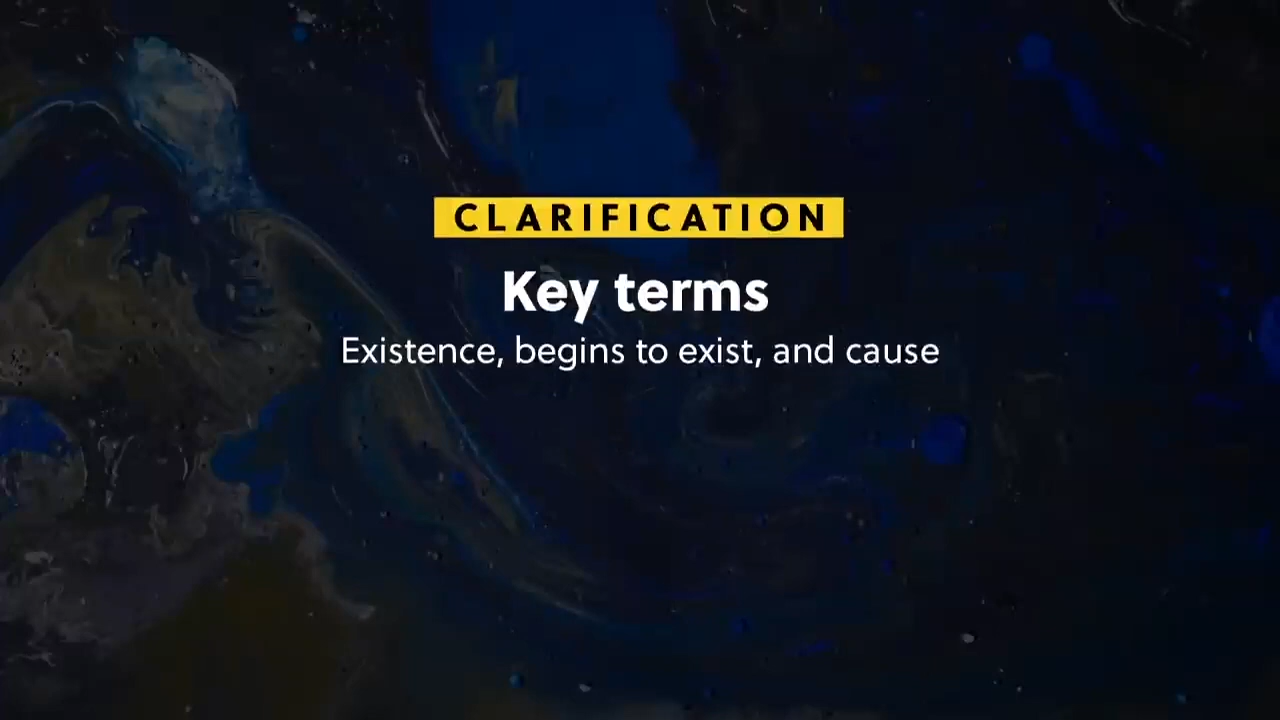 CLARIFICATION
Key terms
Existence, begins to exist, and cause